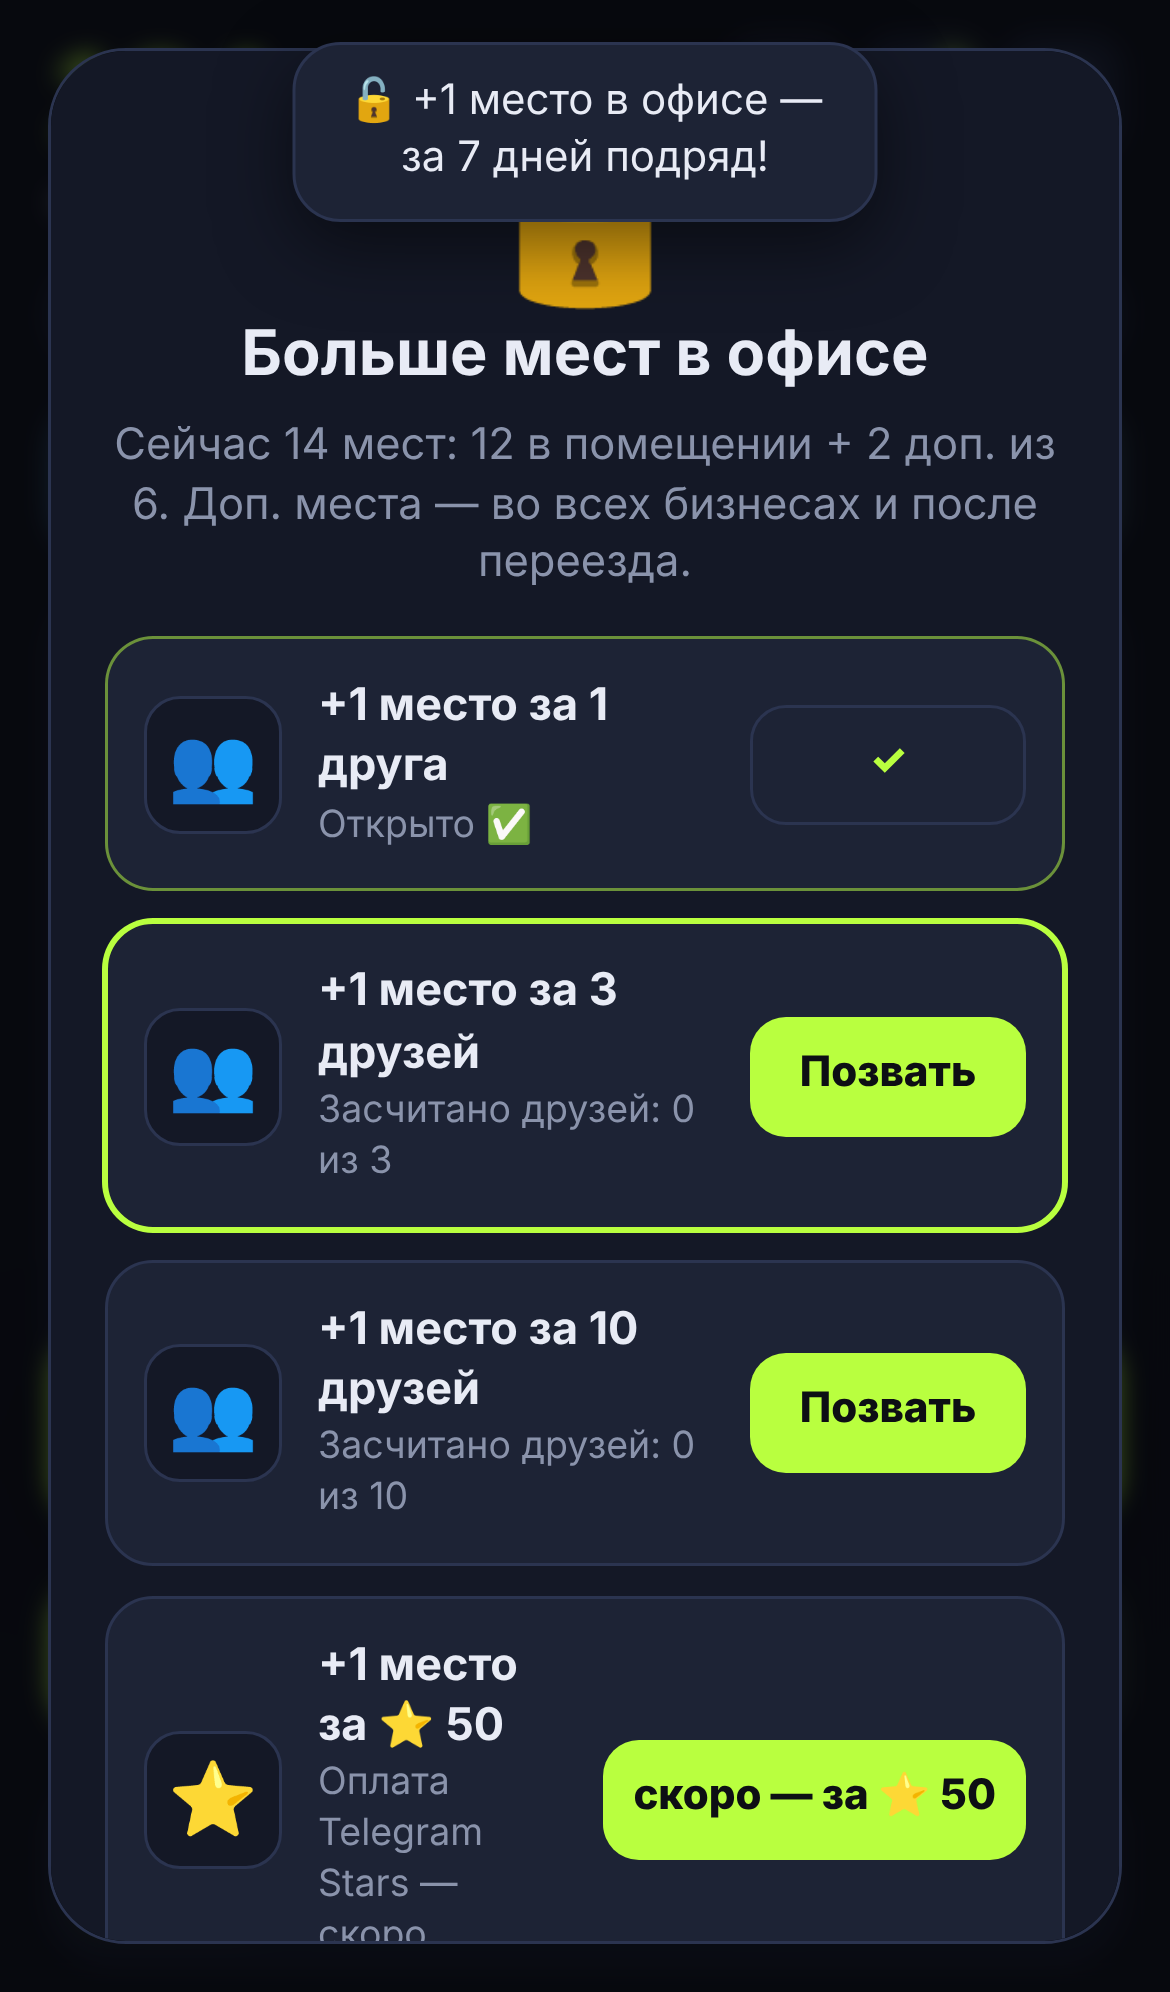 🔓 +1 место в офисе —
за 7 дней подряд!
Больше мест в офисе
Сейчас 14 мест: 12 в помещении + 2 доп. из
6. Доп. места — во всех бизнесах и после
переезда.
+1 место за 1
друга
Открыто ✅
✓
+1 место за 3
друзей
Засчитано друзей: 0
из 3
Позвать
+1 место за 10
друзей
Засчитано друзей: 0
из 10
Позвать
+1 место
за ⭐ 50
Оплата
Telegram
Stars —
скоро
скоро — за ⭐ 50